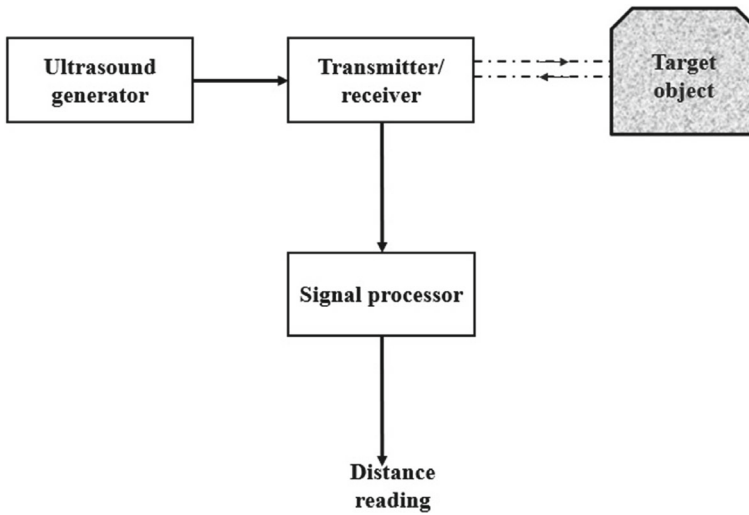 Ultrasound
generator
Transmitter/
receiver
Target
object
Signal processor
Distance
reading